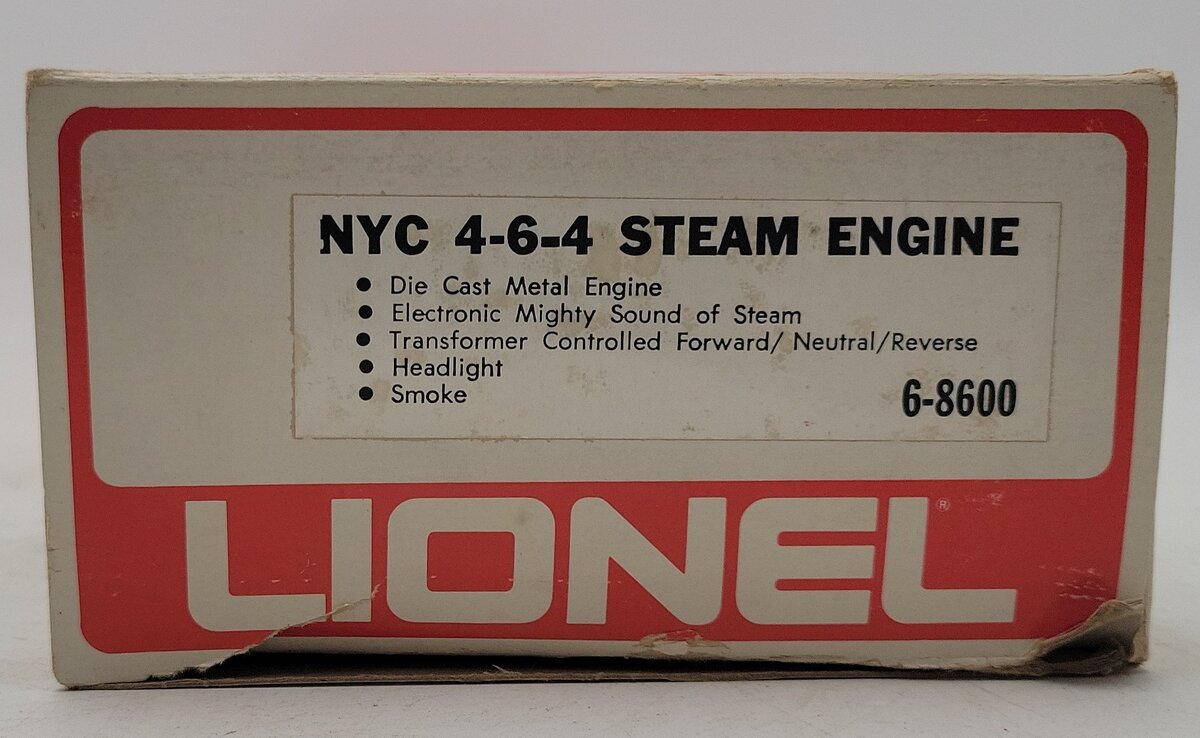 NYC 4-6-4 STEAM ENGINE
● Die Cast Metal Engine
● Electronic Mighty Sound of Steam
● Transformer Controlled Forward/ Neutral/Reverse
● Headlight
● Smoke
6-8600
LIONEL®